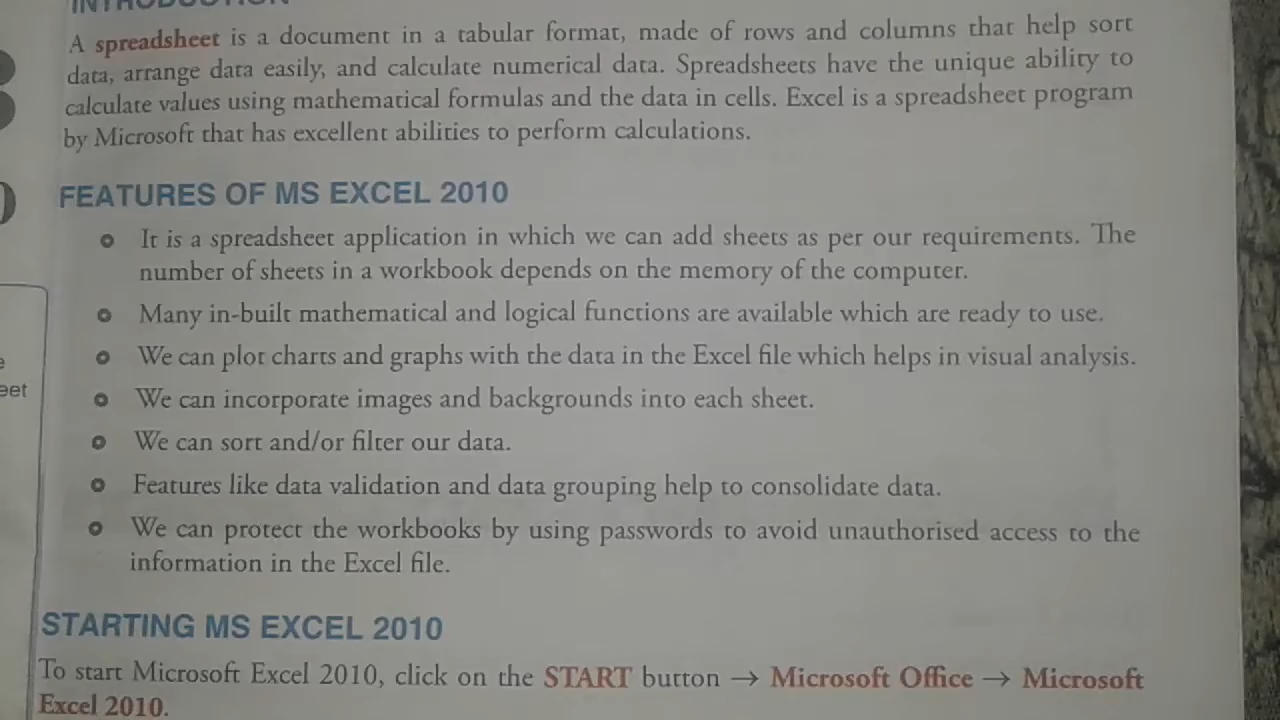 INTRODUCTION
A spreadsheet is a document in a tabular format, made of rows and columns that help sort
data, arrange data easily, and calculate numerical data. Spreadsheets have the unique ability to
calculate values using mathematical formulas and the data in cells. Excel is a spreadsheet program
by Microsoft that has excellent abilities to perform calculations.
FEATURES OF MS EXCEL 2010
It is a spreadsheet application in which we can add sheets as per our requirements. The
number of sheets in a workbook depends on the memory of the computer.
Many in-built mathematical and logical functions are available which are ready to use.
We can plot charts and graphs with the data in the Excel file which helps in visual analysis.
We can incorporate images and backgrounds into each sheet.
We can sort and/or filter our data.
Features like data validation and data grouping help to consolidate data.
We can protect the workbooks by using passwords to avoid unauthorised access to the
information in the Excel file.
STARTING MS EXCEL 2010
To start Microsoft Excel 2010, click on the START button → Microsoft Office → Microsoft
Excel 2010.